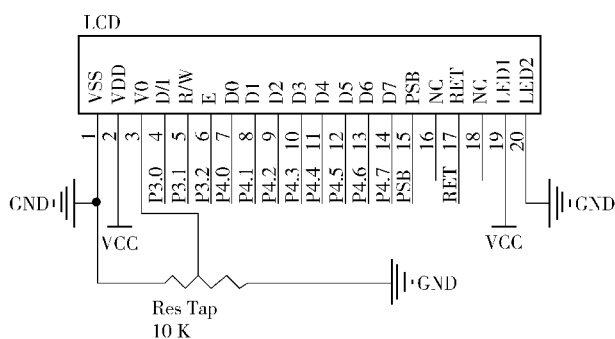 LCD
VSS
VDD
V0
D/1
R/W
E
D0
D1
D2
D3
D4
D5
D6
D7
PSB
NC
RET
NC
LED1
LED2
1
2
3
4
5
6
7
8
9
10
11
12
13
14
15
16
17
18
19
20
P3.0
P3.1
P3.2
P4.0
P4.1
P4.2
P4.3
P4.4
P4.5
P4.6
P4.7
PSB
RET
GND
VCC
VCC
GND
GND
Res Tap
10 K